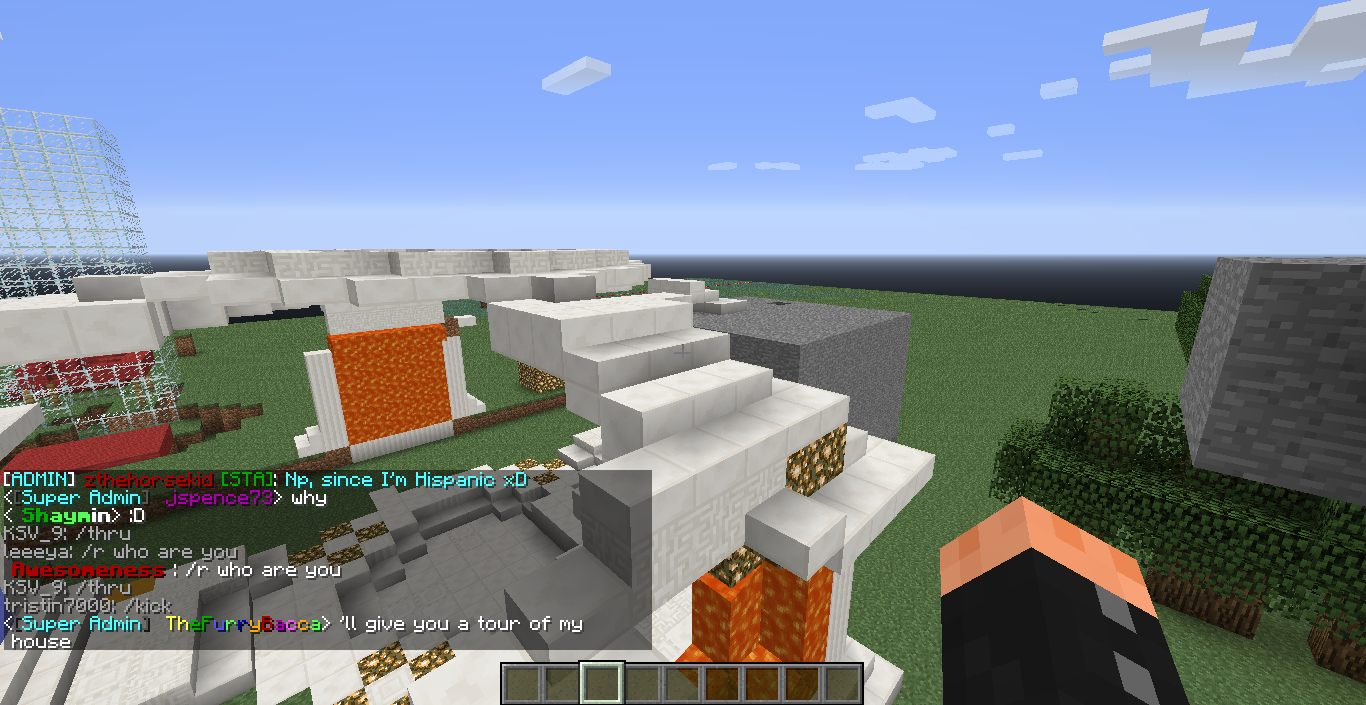 [ADMIN] zthehorsekid [STA]: Np, since I'm Hispanic xD
<[Super Admin] jspence73> why
< Shaymin> :D
KSV_9: /thru
leeeya: /r who are you
Awesomeness : /r who are you
KSV_9: /thru
tristin7000: /kick
<[Super Admin] TheFurryBacca> 'll give you a tour of my
house